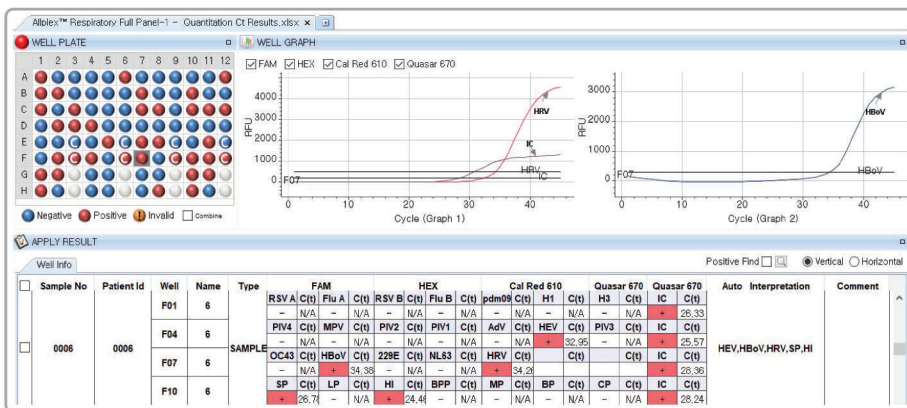 Allplex™ Respiratory Full Panel-1 - Quantitation Ct Results.xlsx ×
WELL PLATE
1 2 3 4 5 6 7 8 9 10 11 12
A
B
C
D
E C C C C
F C C C C C
G
H
Negative Positive Invalid Combine
WELL GRAPH
FAM HEX Cal Red 610 Quasar 670
RFU
4000
3000
2000
1000
0
HRV
IC
HRV
IC
F07
0 10 20 30 40
Cycle (Graph 1)
RFU
3000
2000
1000
0
HBoV
HBoV
F07
0 10 20 30 40
Cycle (Graph 2)
APPLY RESULT
Well Info
Positive Find Vertical Horizontal
Sample No Patient Id Well Name Type FAM HEX Cal Red 610 Quasar 670 Quasar 670 Auto Interpretation Comment
RSV A C(t) Flu A C(t) RSV B C(t) Flu B C(t) pdm09 C(t) H1 C(t) H3 C(t) IC C(t)
F01 6 - N/A - N/A - N/A - N/A - N/A - N/A - N/A + 26,33
PIV4 C(t) MPV C(t) PIV2 C(t) PIV1 C(t) AdV C(t) HEV C(t) PIV3 C(t) IC C(t)
F04 6 - N/A - N/A - N/A - N/A - N/A + 32,95 - N/A + 25,57
0006 0006 SAMPLE HEV,HBoV,HRV,SP,HI
OC43 C(t) HBoV C(t) 229E C(t) NL63 C(t) HRV C(t) C(t) C(t) IC C(t)
F07 6 - N/A + 34,38 - N/A - N/A + 34,26 + 28,36
SP C(t) LP C(t) HI C(t) BPP C(t) MP C(t) BP C(t) CP C(t) IC C(t)
F10 6 + 26,78 - N/A + 24,46 - N/A - N/A - N/A - N/A + 28,24